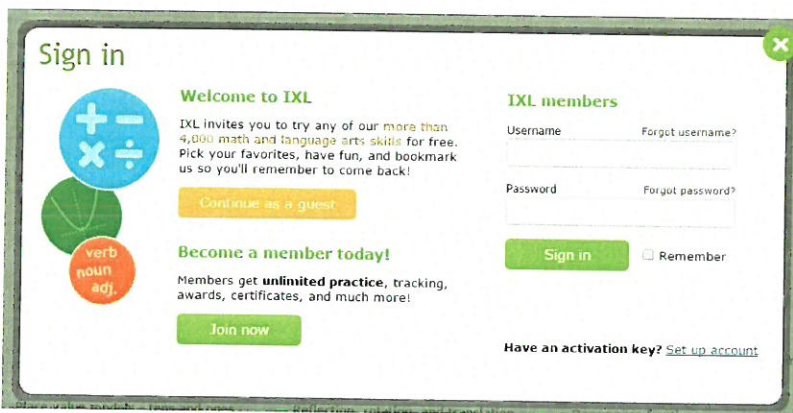 Sign in
Welcome to IXL
IXL invites you to try any of our more than
4,000 math and language arts skills for free.
Pick your favorites, have fun, and bookmark
us so you'll remember to come back!
Continue as a guest
verb
noun
adj.
Become a member today!
Members get unlimited practice, tracking,
awards, certificates, and much more!
Join now
IXL members
Username Forgot username?
Password Forgot password?
Sign in Remember
Have an activation key? Set up account
Reflection, rotation, and translation